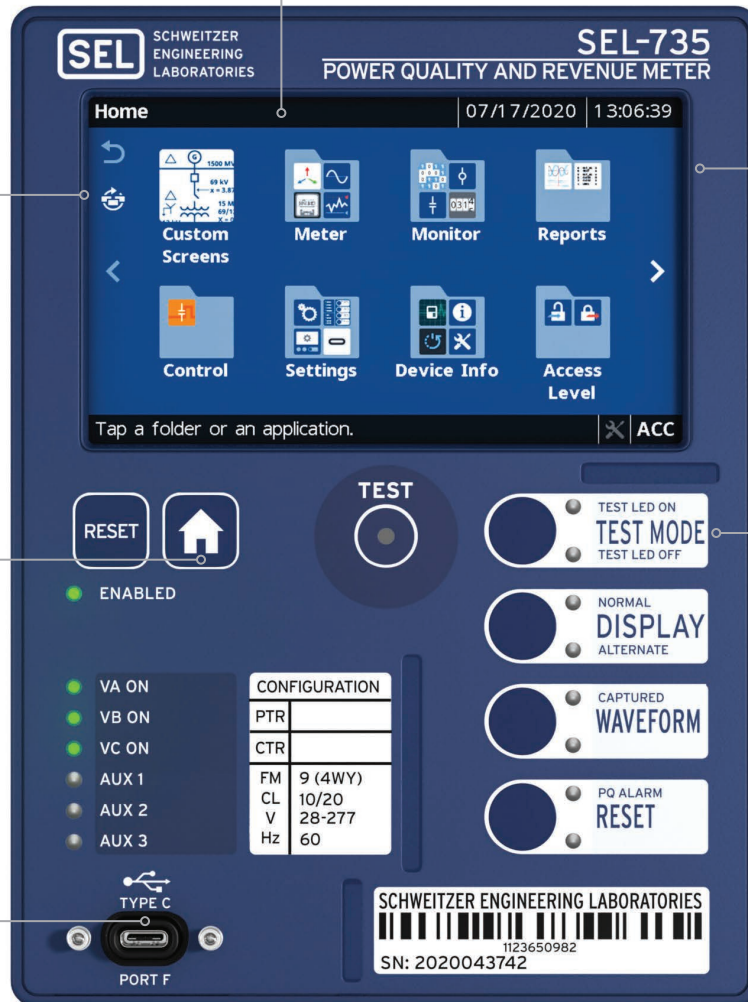 SEL
SCHWEITZER
ENGINEERING
LABORATORIES
SEL-735
POWER QUALITY AND REVENUE METER
Home 07/17/2020 13:06:39
G 1500 MV
69 kV
Custom
Screens
Meter
Monitor
Reports
Control
Settings
Device Info
Access
Level
Tap a folder or an application.
ACC
RESET
TEST
TEST LED ON
TEST MODE
TEST LED OFF
ENABLED
NORMAL
DISPLAY
ALTERNATE
VA ON
VB ON
VC ON
AUX 1
AUX 2
AUX 3
CONFIGURATION
PTR
CTR
FM 9 (4WY)
CL 10/20
V 28-277
Hz 60
CAPTURED
WAVEFORM
PQ ALARM
RESET
TYPE C
PORT F
SCHWEITZER ENGINEERING LABORATORIES
1123650982
SN: 2020043742